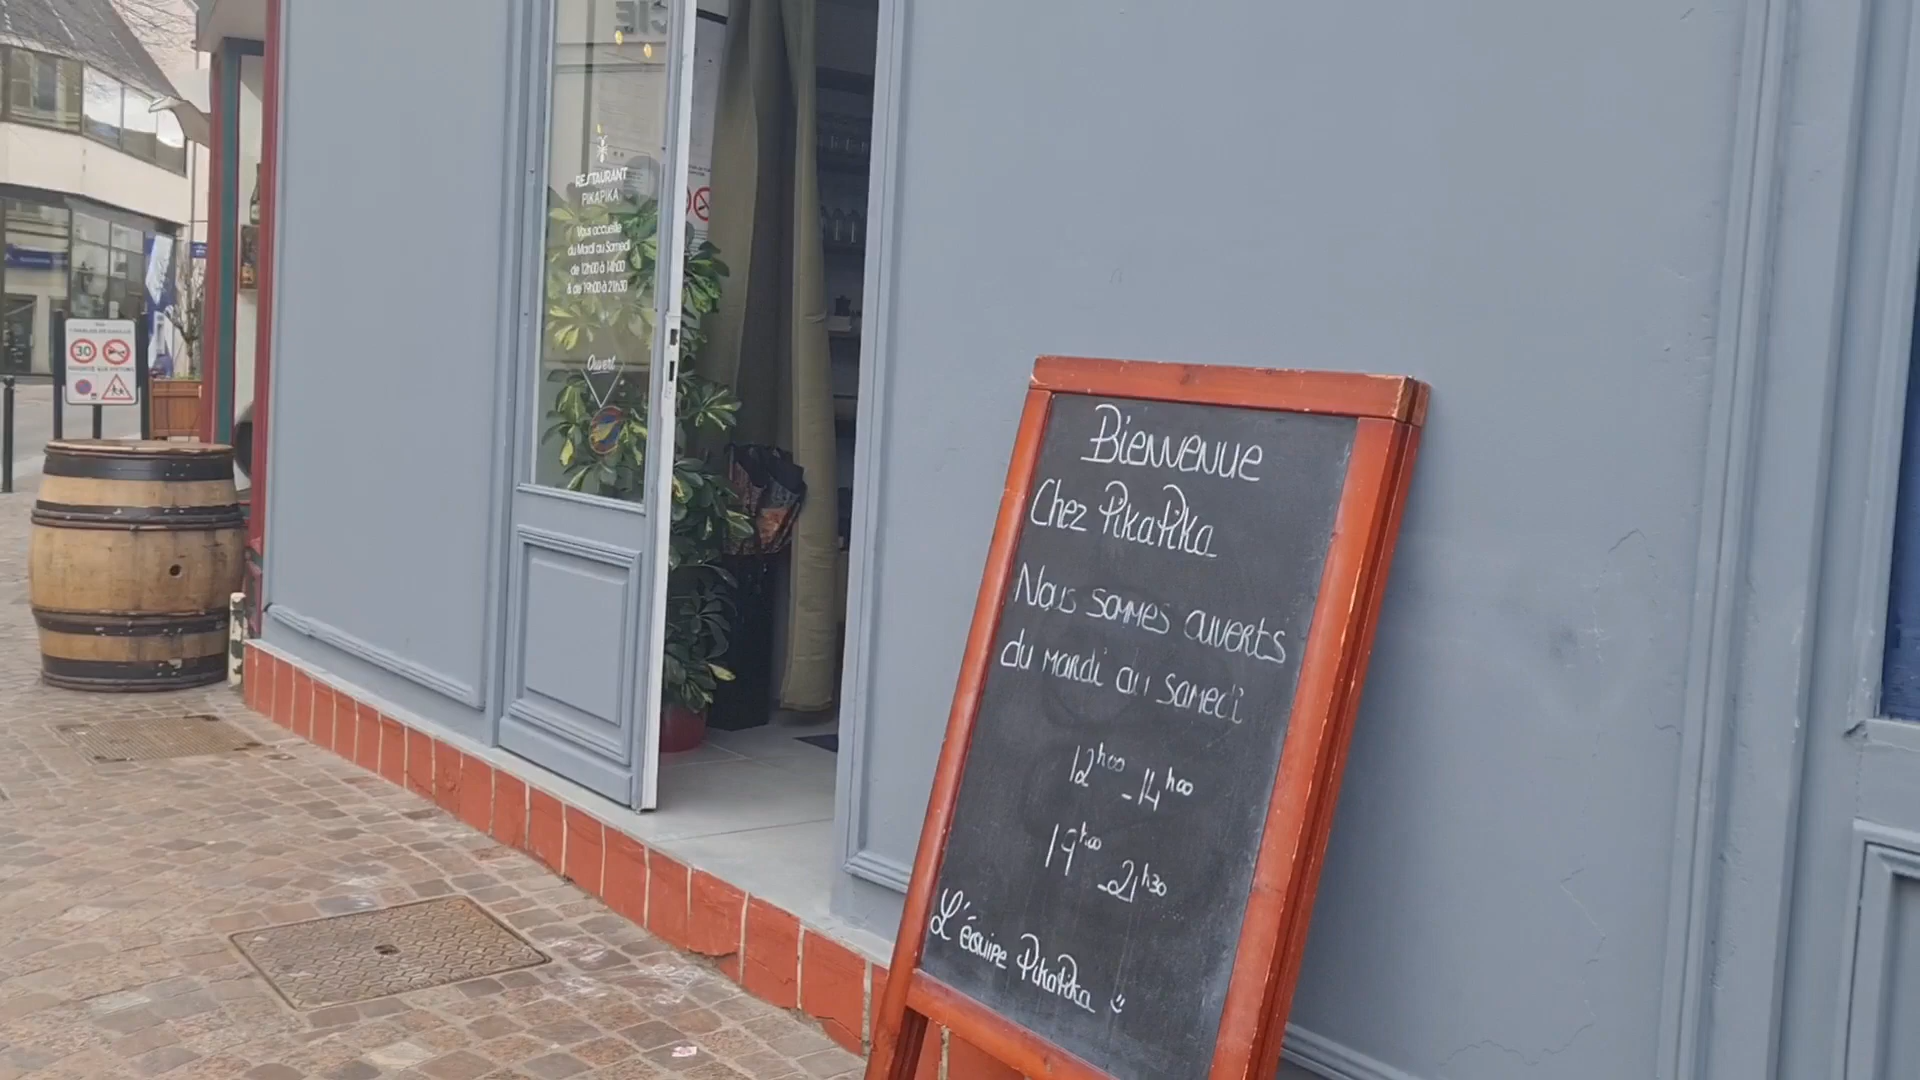 30
RESTAURANT
PIKAPIKA
Vous accueille
du Mardi au Samedi
de 12h00 à 14h00
& de 19h00 à 21h30
Ouvert
Bienvenue
Chez PikaPika
Nous sommes ouverts
du mardi au samedi
12h00 - 14h00
19h00 - 21h30
L'équipe PikaPika